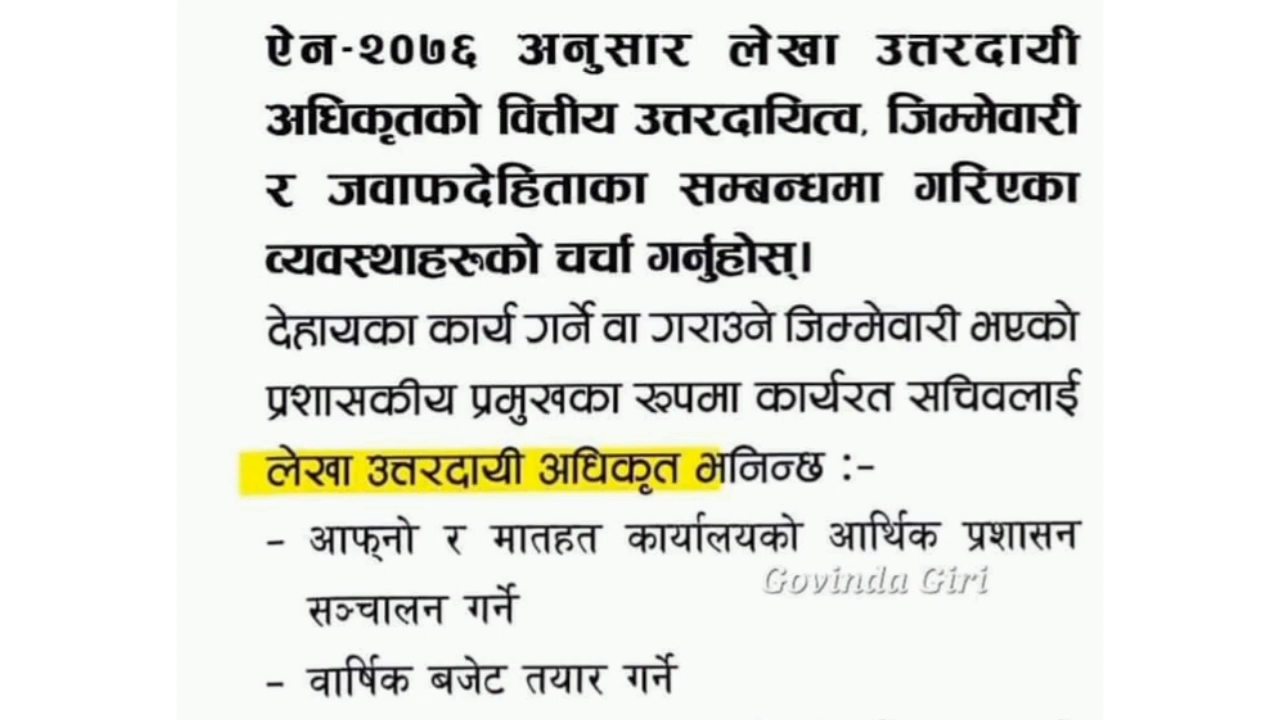 ऐन-२०७६ अनुसार लेखा उत्तरदायी
अधिकृतको वित्तीय उत्तरदायित्व, जिम्मेवारी
र जवाफदेहिताका सम्बन्धमा गरिएका
व्यवस्थाहरूको चर्चा गर्नुहोस्।
देहायका कार्य गर्ने वा गराउने जिम्मेवारी भएको
प्रशासकीय प्रमुखका रुपमा कार्यरत सचिवलाई
लेखा उत्तरदायी अधिकृत भनिन्छ :-
- आफ्‌नो र मातहत कार्यालयको आर्थिक प्रशासन
Govinda Giri
सञ्चालन गर्ने
- वार्षिक बजेट तयार गर्ने